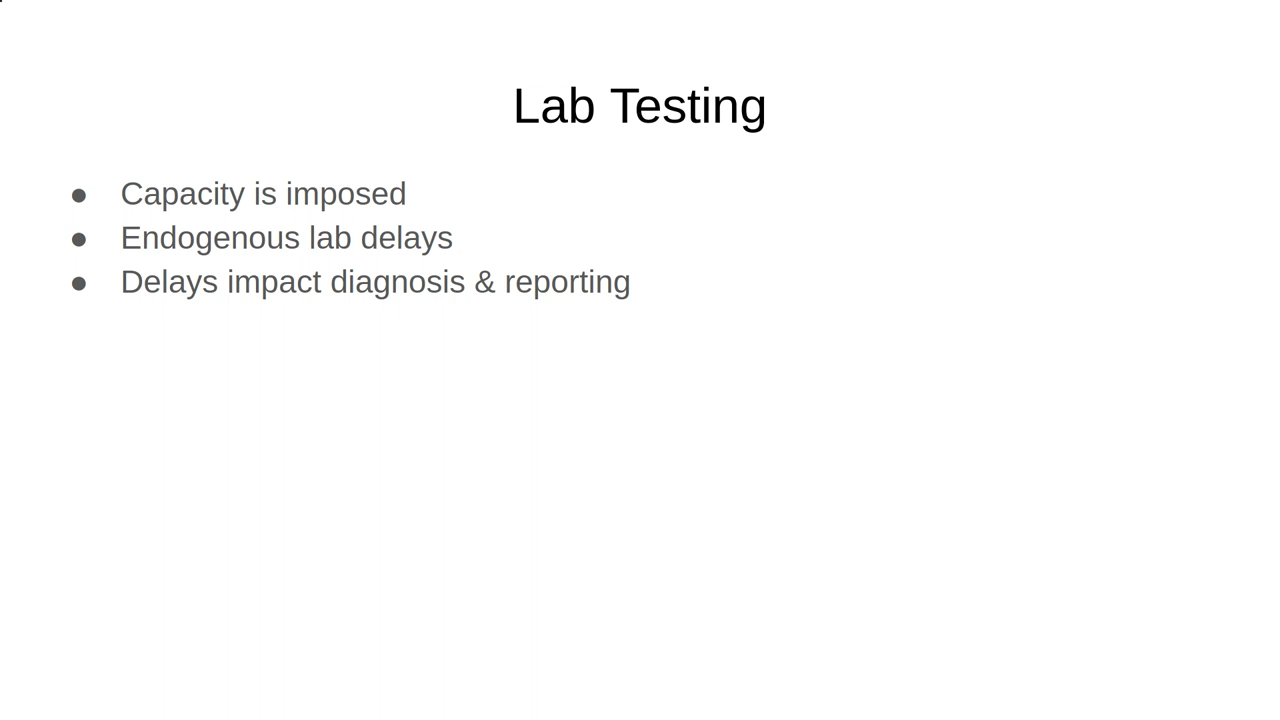 Lab Testing
● Capacity is imposed
● Endogenous lab delays
● Delays impact diagnosis & reporting